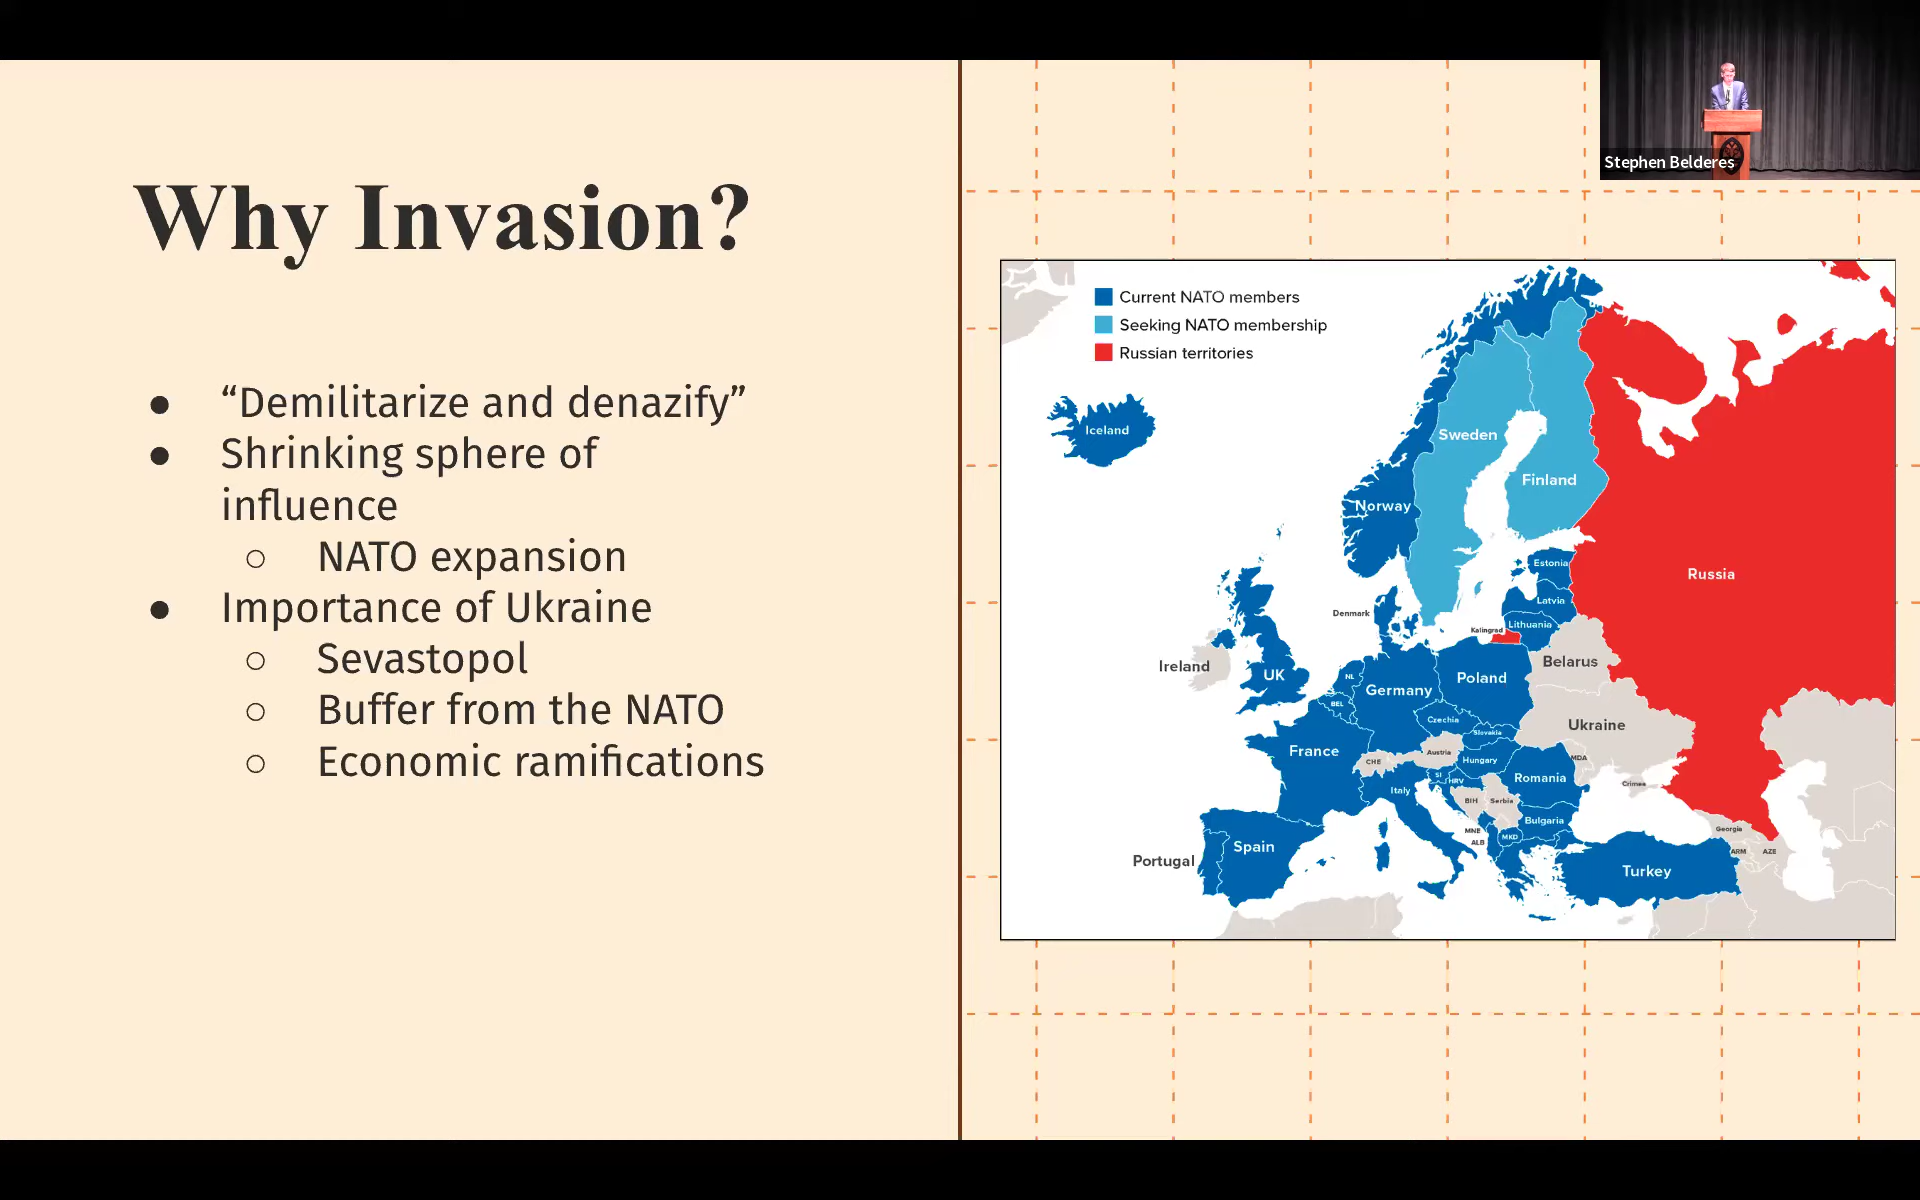 Stephen Belderes
Why Invasion?
● “Demilitarize and denazify”
● Shrinking sphere of
influence
○ NATO expansion
● Importance of Ukraine
○ Sevastopol
○ Buffer from the NATO
○ Economic ramifications
Current NATO members
Seeking NATO membership
Russian territories
Iceland
Sweden
Finland
Norway
Estonia
Russia
Latvia
Denmark
Lithuania
Kalingrad
Belarus
Ireland
UK
NL
Poland
Germany
BEL
Czechia
Ukraine
Slovakia
France
Austria
CHE
Hungary
MDA
SI
Romania
HRV
Crimea
Italy
BIH
Serbia
Bulgaria
MNE
Georgia
MKD
ALB
Spain
ARM
AZE
Portugal
Turkey